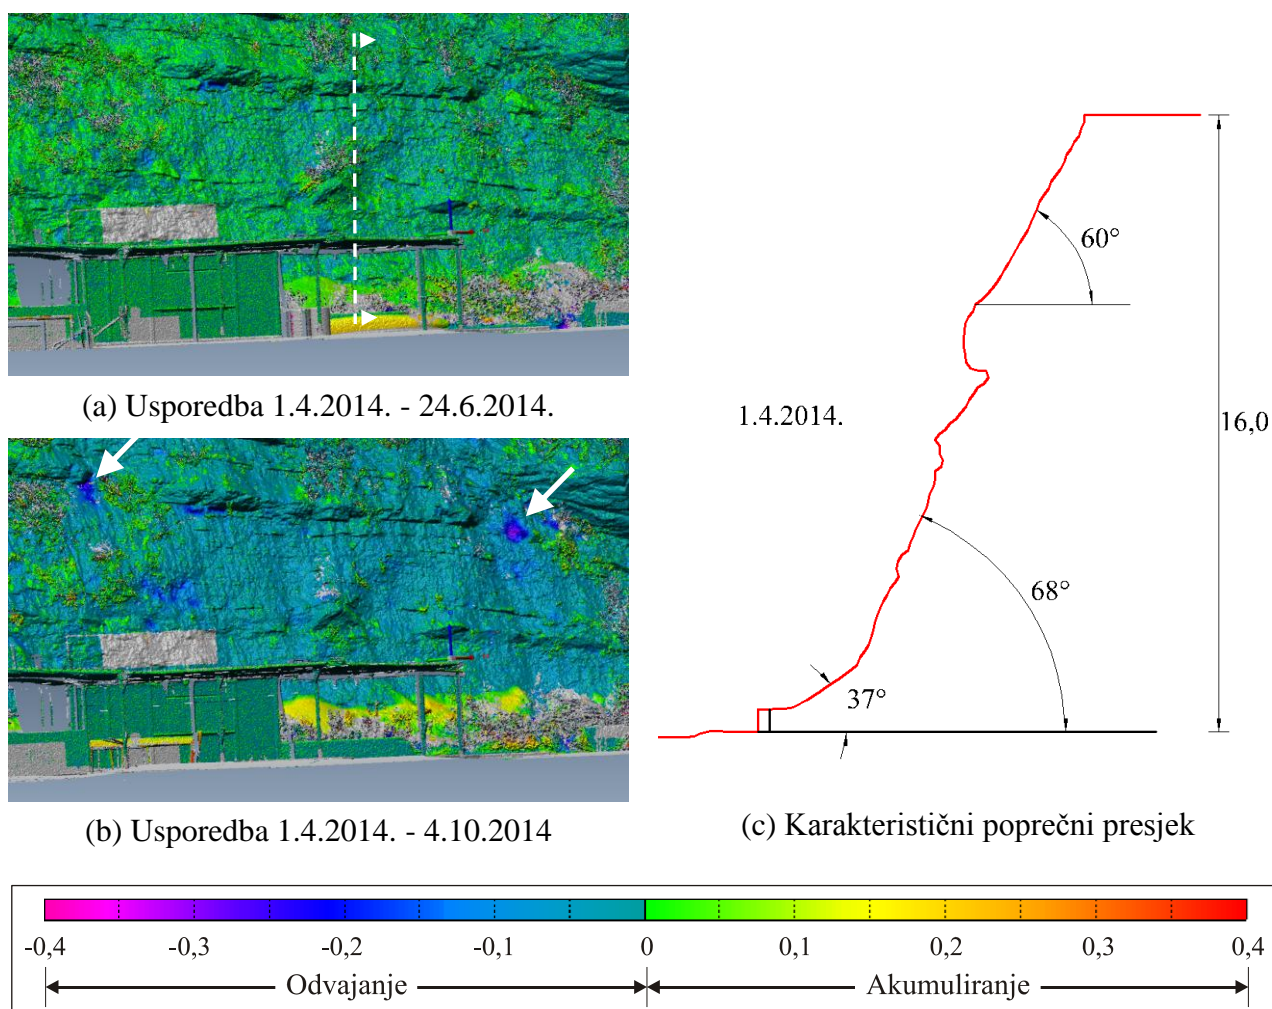 (a) Usporedba 1.4.2014. - 24.6.2014.
(b) Usporedba 1.4.2014. - 4.10.2014
60°
1.4.2014.
16,0
68°
37°
(c) Karakteristični poprečni presjek
-0,4 -0,3 -0,2 -0,1 0 0,1 0,2 0,3 0,4
Odvajanje Akumuliranje